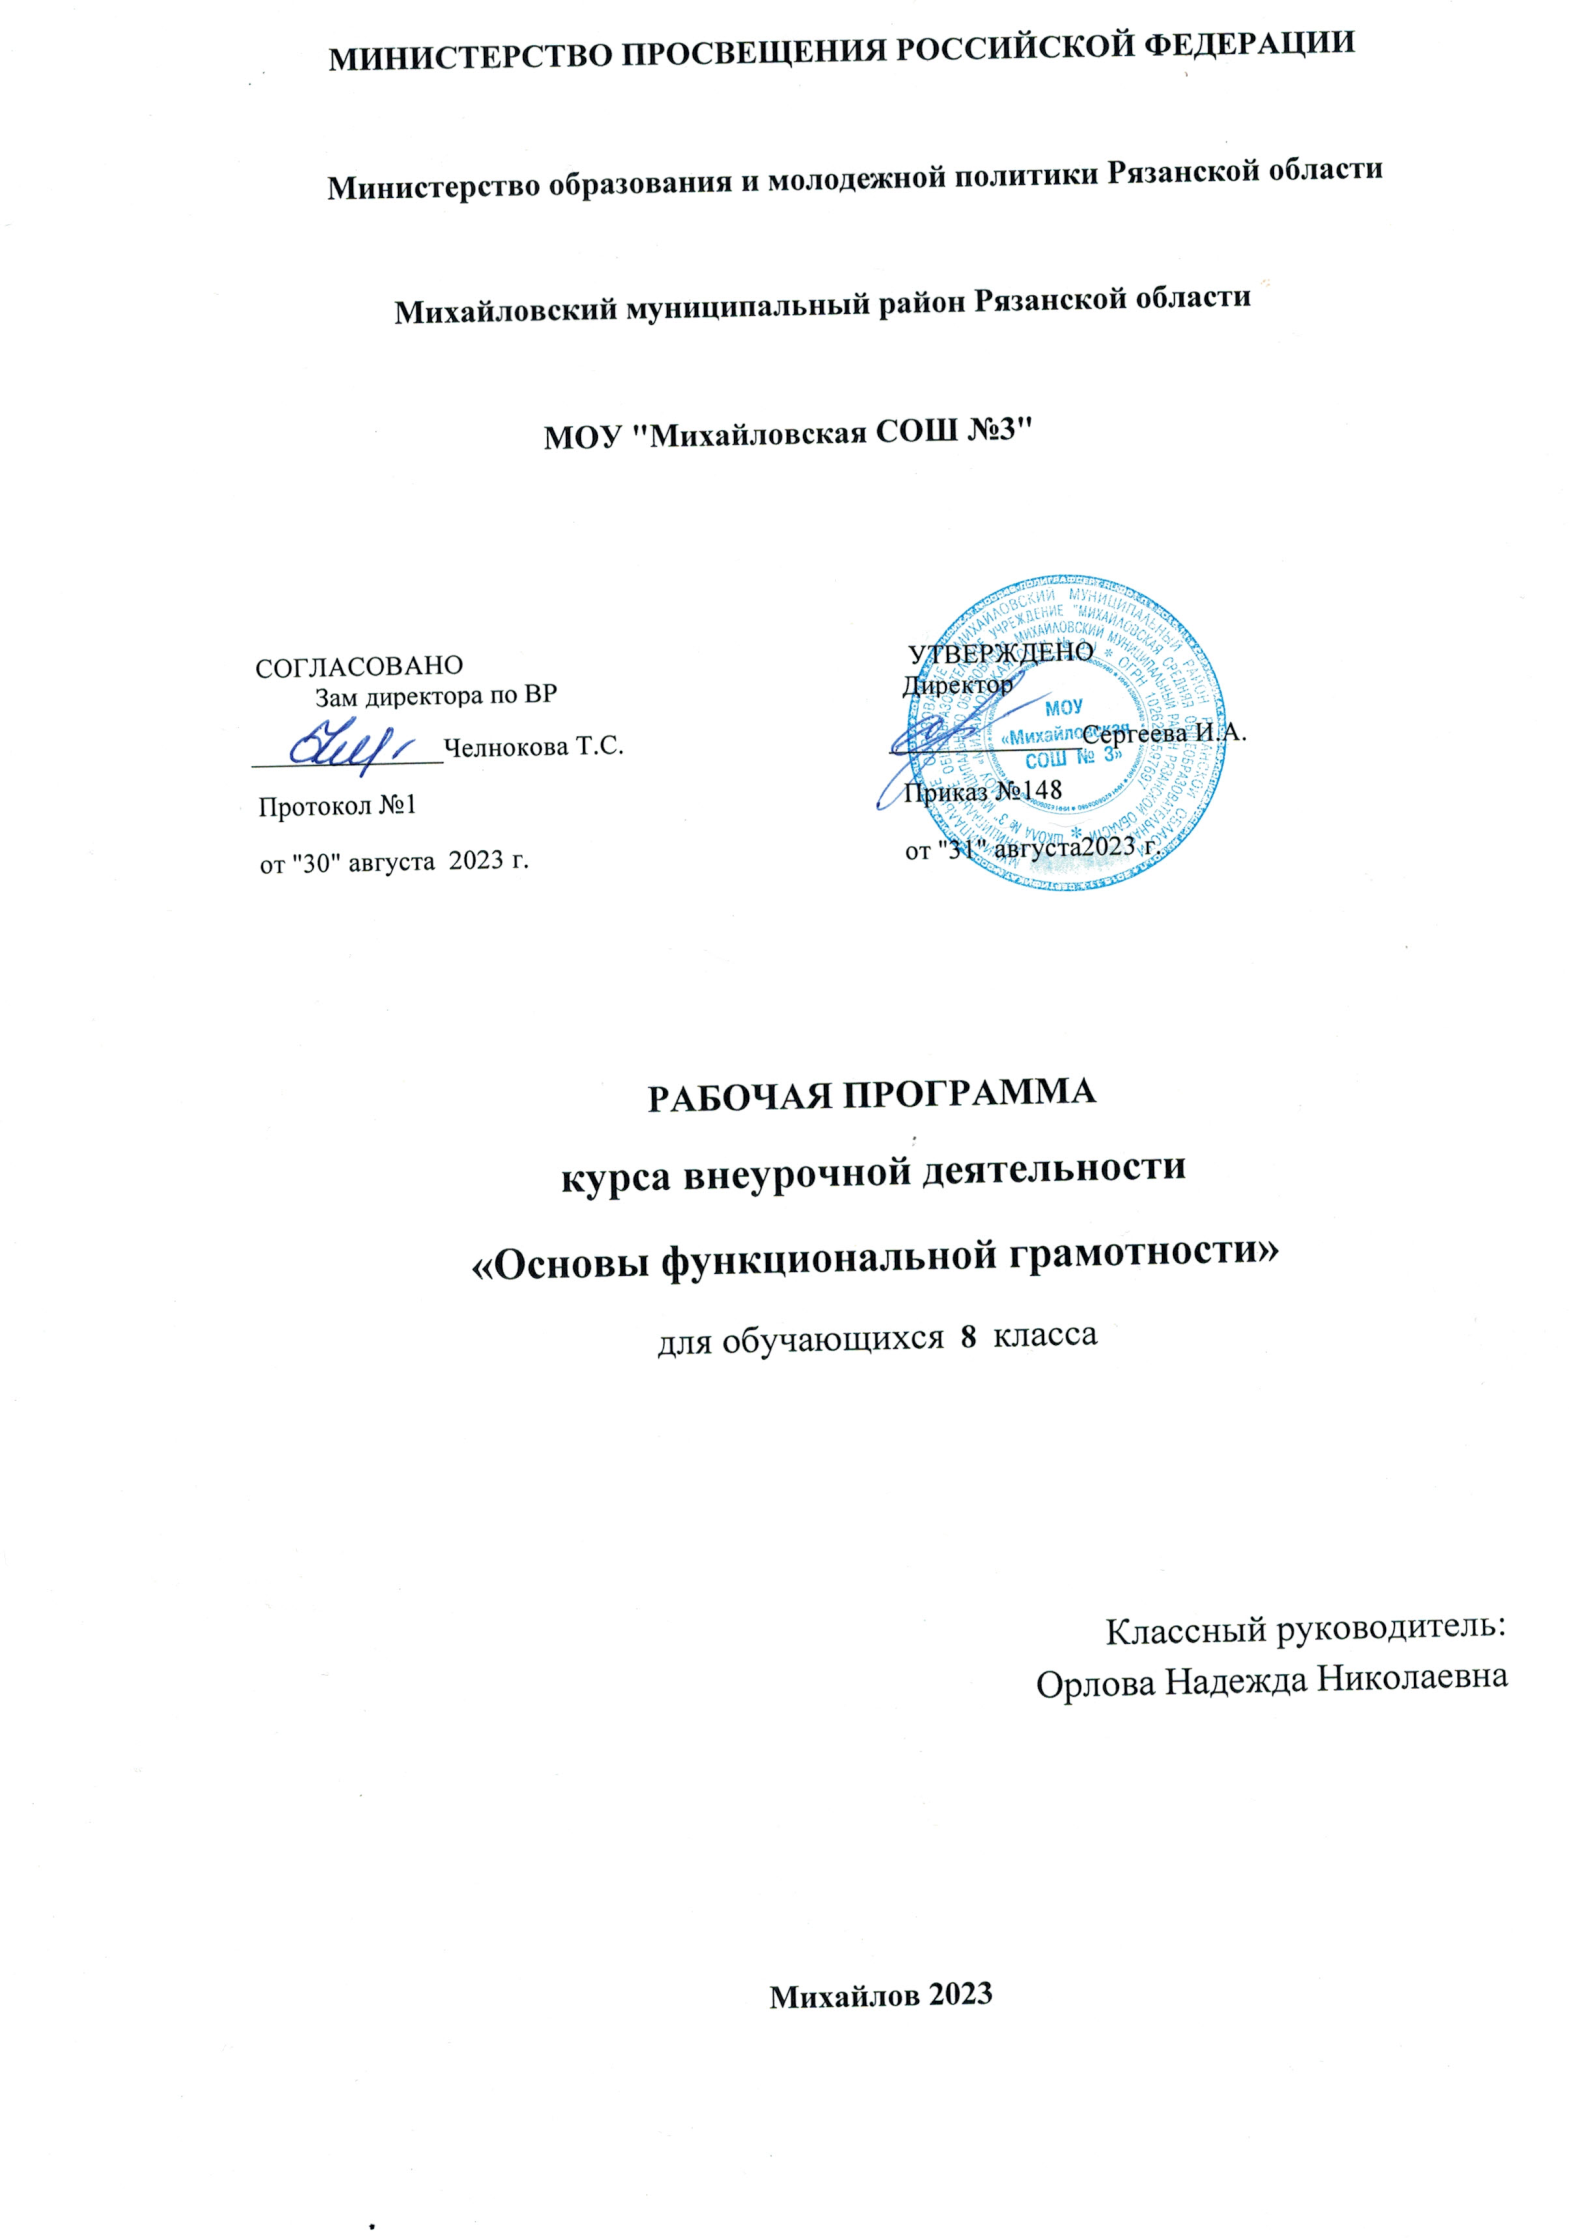 МИНИСТЕРСТВО ПРОСВЕЩЕНИЯ РОССИЙСКОЙ ФЕДЕРАЦИИ
Министерство образования и молодежной политики Рязанской области
Михайловский муниципальный район Рязанской области
МОУ "Михайловская СОШ №3"
СОГЛАСОВАНО
Зам директора по ВР
Челнокова Т.С.
Протокол №1
от "30" августа 2023 г.
УТВЕРЖДЕНО
Директор
Сергеева И.А.
Приказ №148
от "31" августа2023 г.
МОУ
«Михайловская
СОШ № 3»
РАБОЧАЯ ПРОГРАММА
курса внеурочной деятельности
«Основы функциональной грамотности»
для обучающихся 8 класса
Классный руководитель:
Орлова Надежда Николаевна
Михайлов 2023